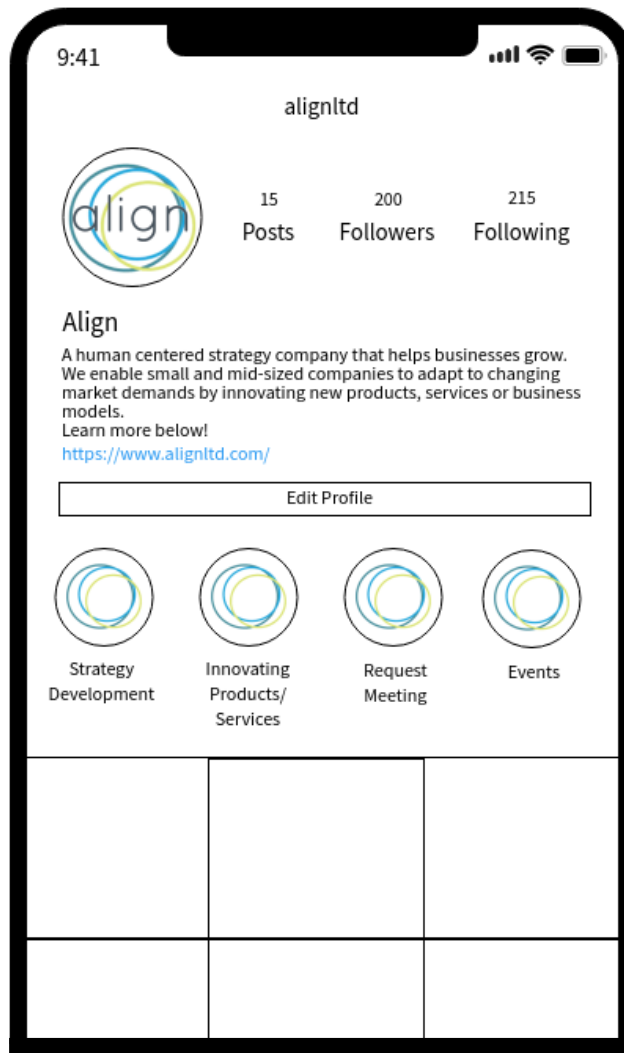 9:41
alignltd
align
15
200
215
Posts
Followers
Following
Align
A human centered strategy company that helps businesses grow.
We enable small and mid-sized companies to adapt to changing
market demands by innovating new products, services or business
models.
Learn more below!
https://www.alignltd.com/
Edit Profile
Strategy
Development
Innovating
Products/
Services
Request
Meeting
Events